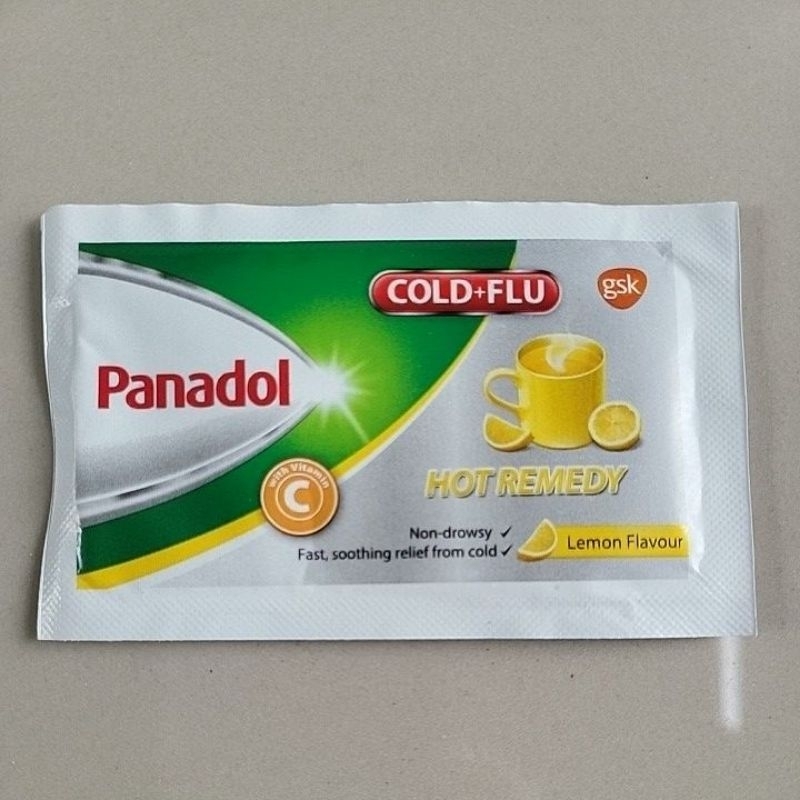 COLD+FLU
gsk
Panadol
with Vitamin
C
HOT REMEDY
Non-drowsy ✓
Fast, soothing relief from cold ✓
Lemon Flavour